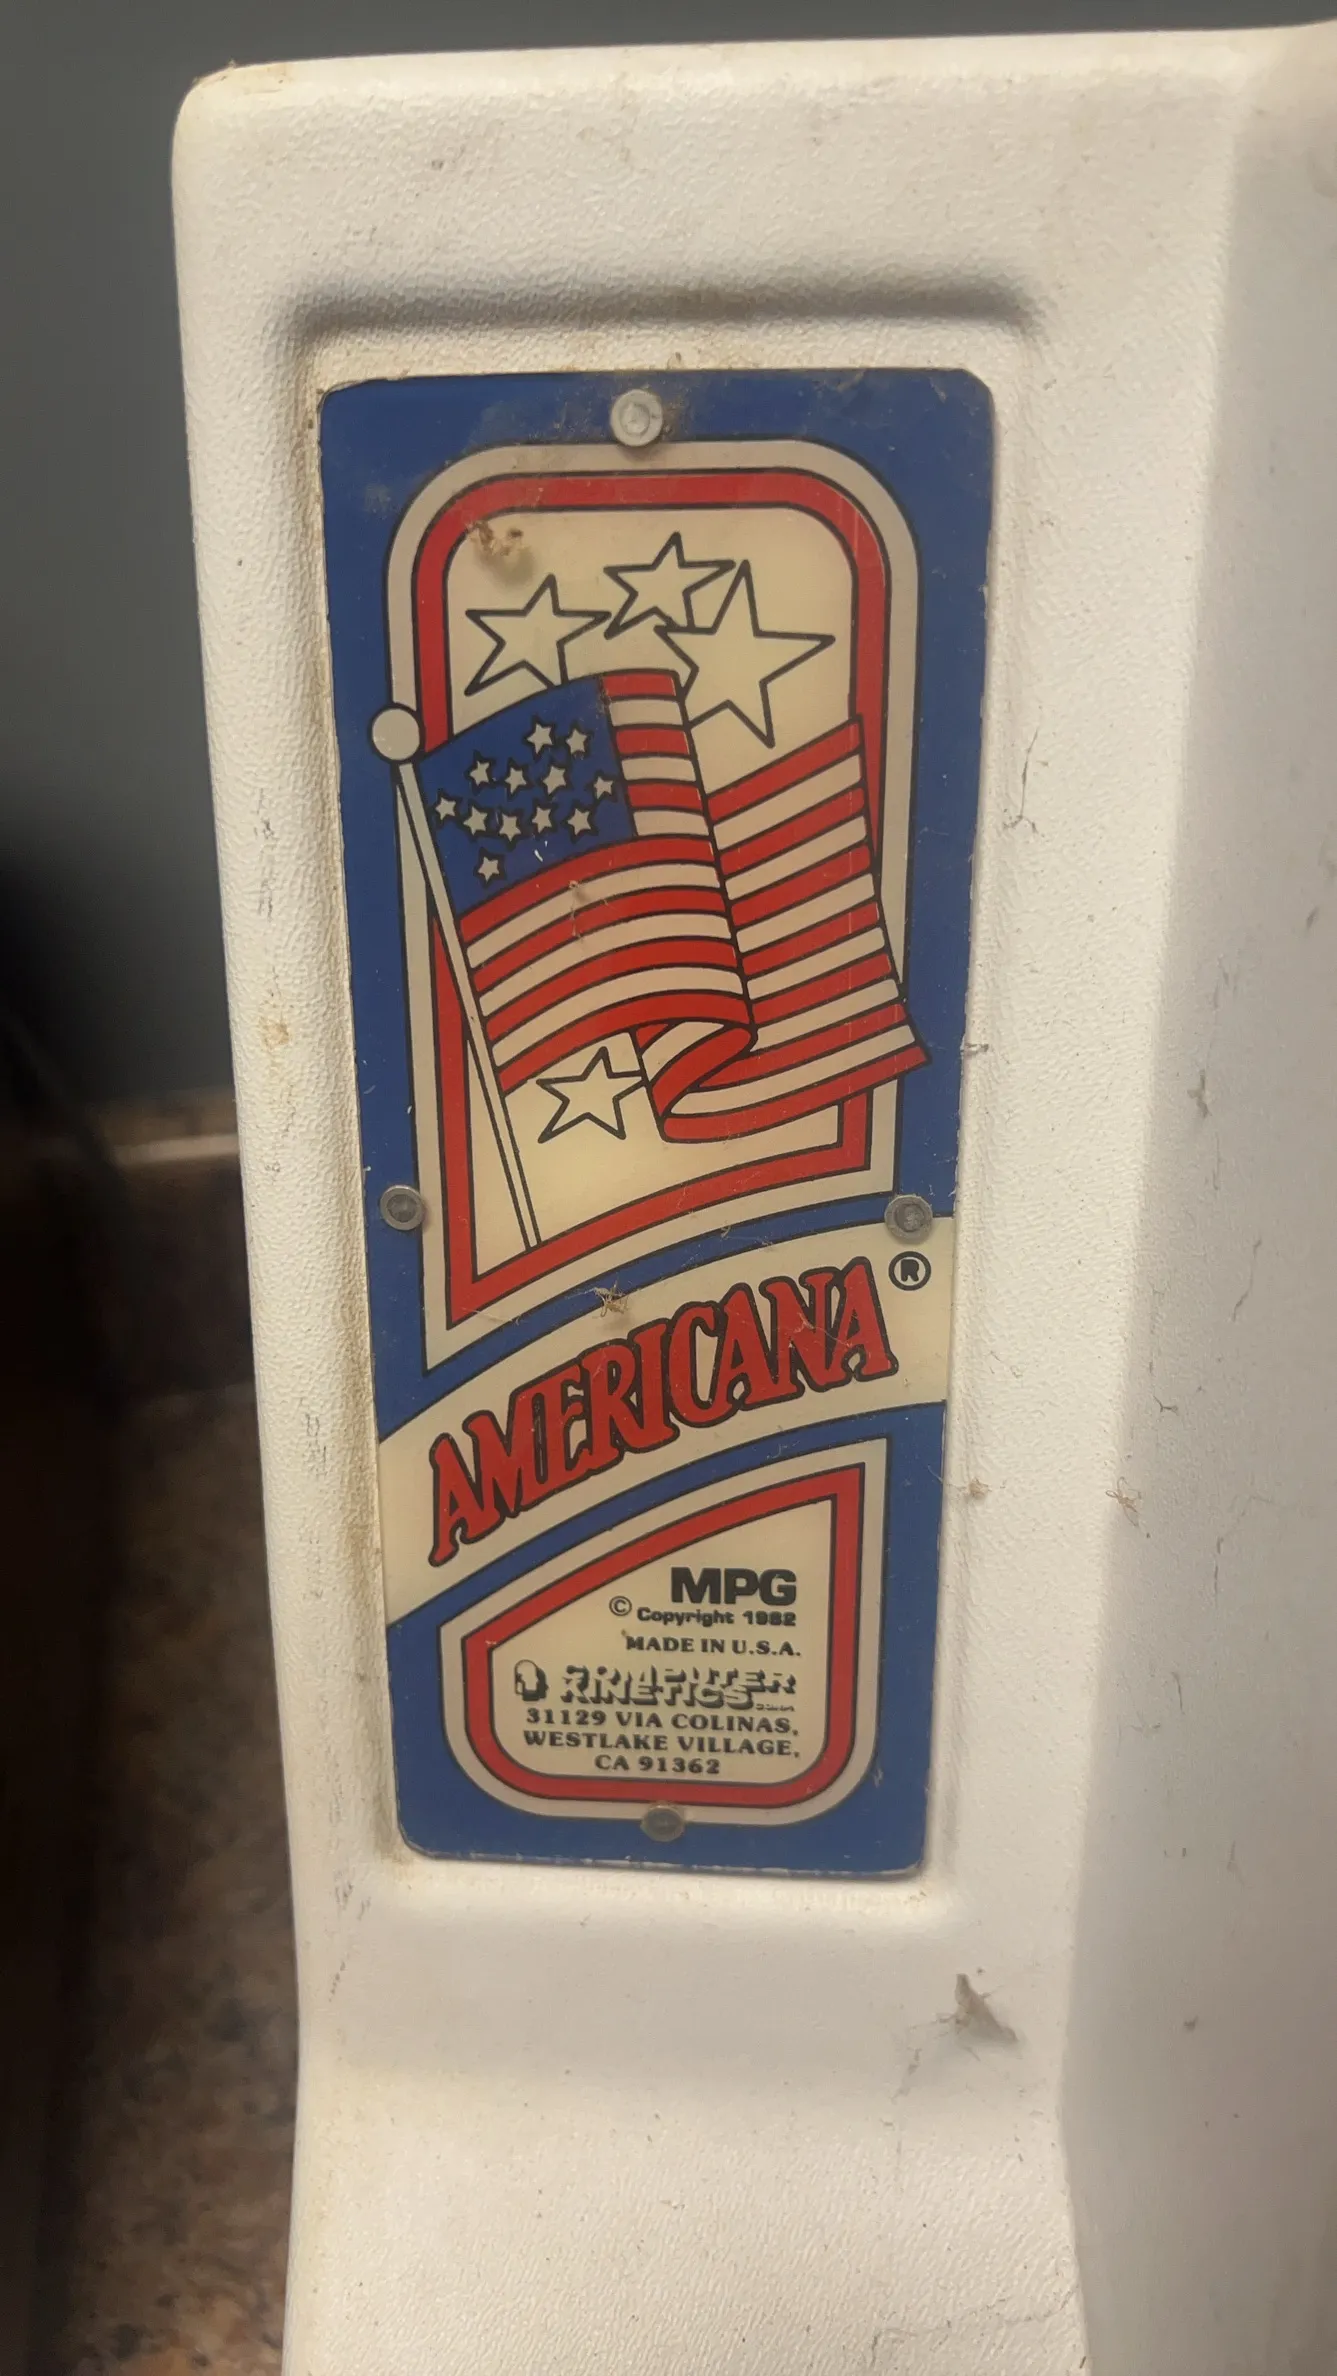 AMERICANA ®
MPG
© Copyright 1982
MADE IN U.S.A.
COMPUTER
KINETICS
31129 VIA COLINAS,
WESTLAKE VILLAGE,
CA 91362